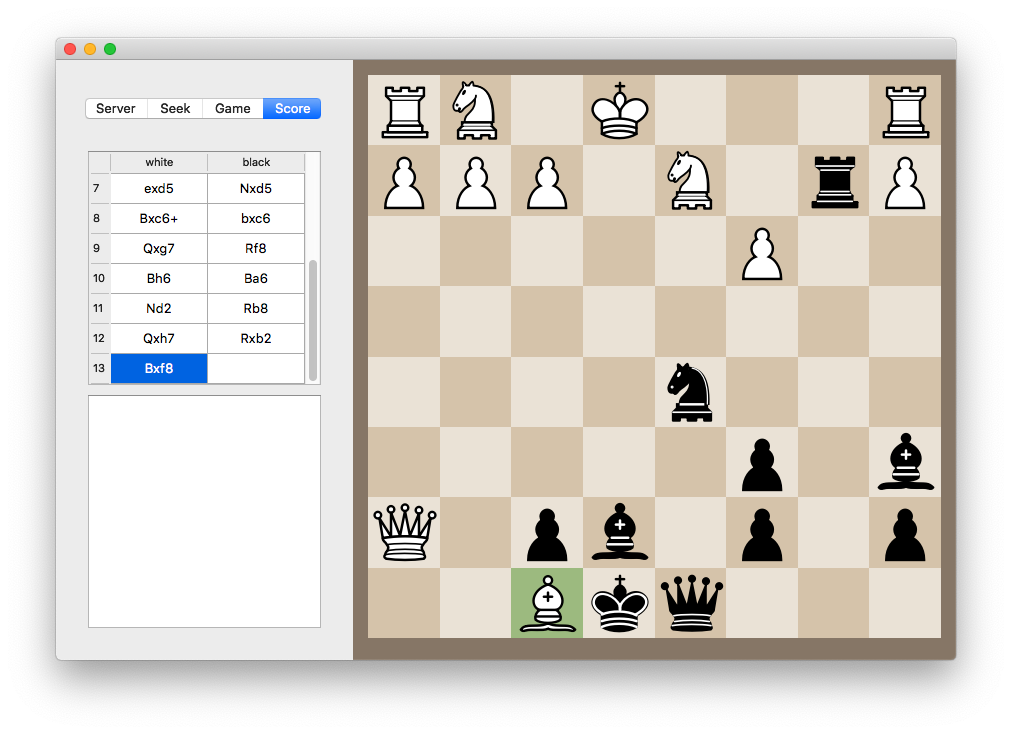 Server Seek Game Score
white black
7 exd5 Nxd5
8 Bxc6+ bxc6
9 Qxg7 Rf8
10 Bh6 Ba6
11 Nd2 Rb8
12 Qxh7 Rxb2
13 Bxf8